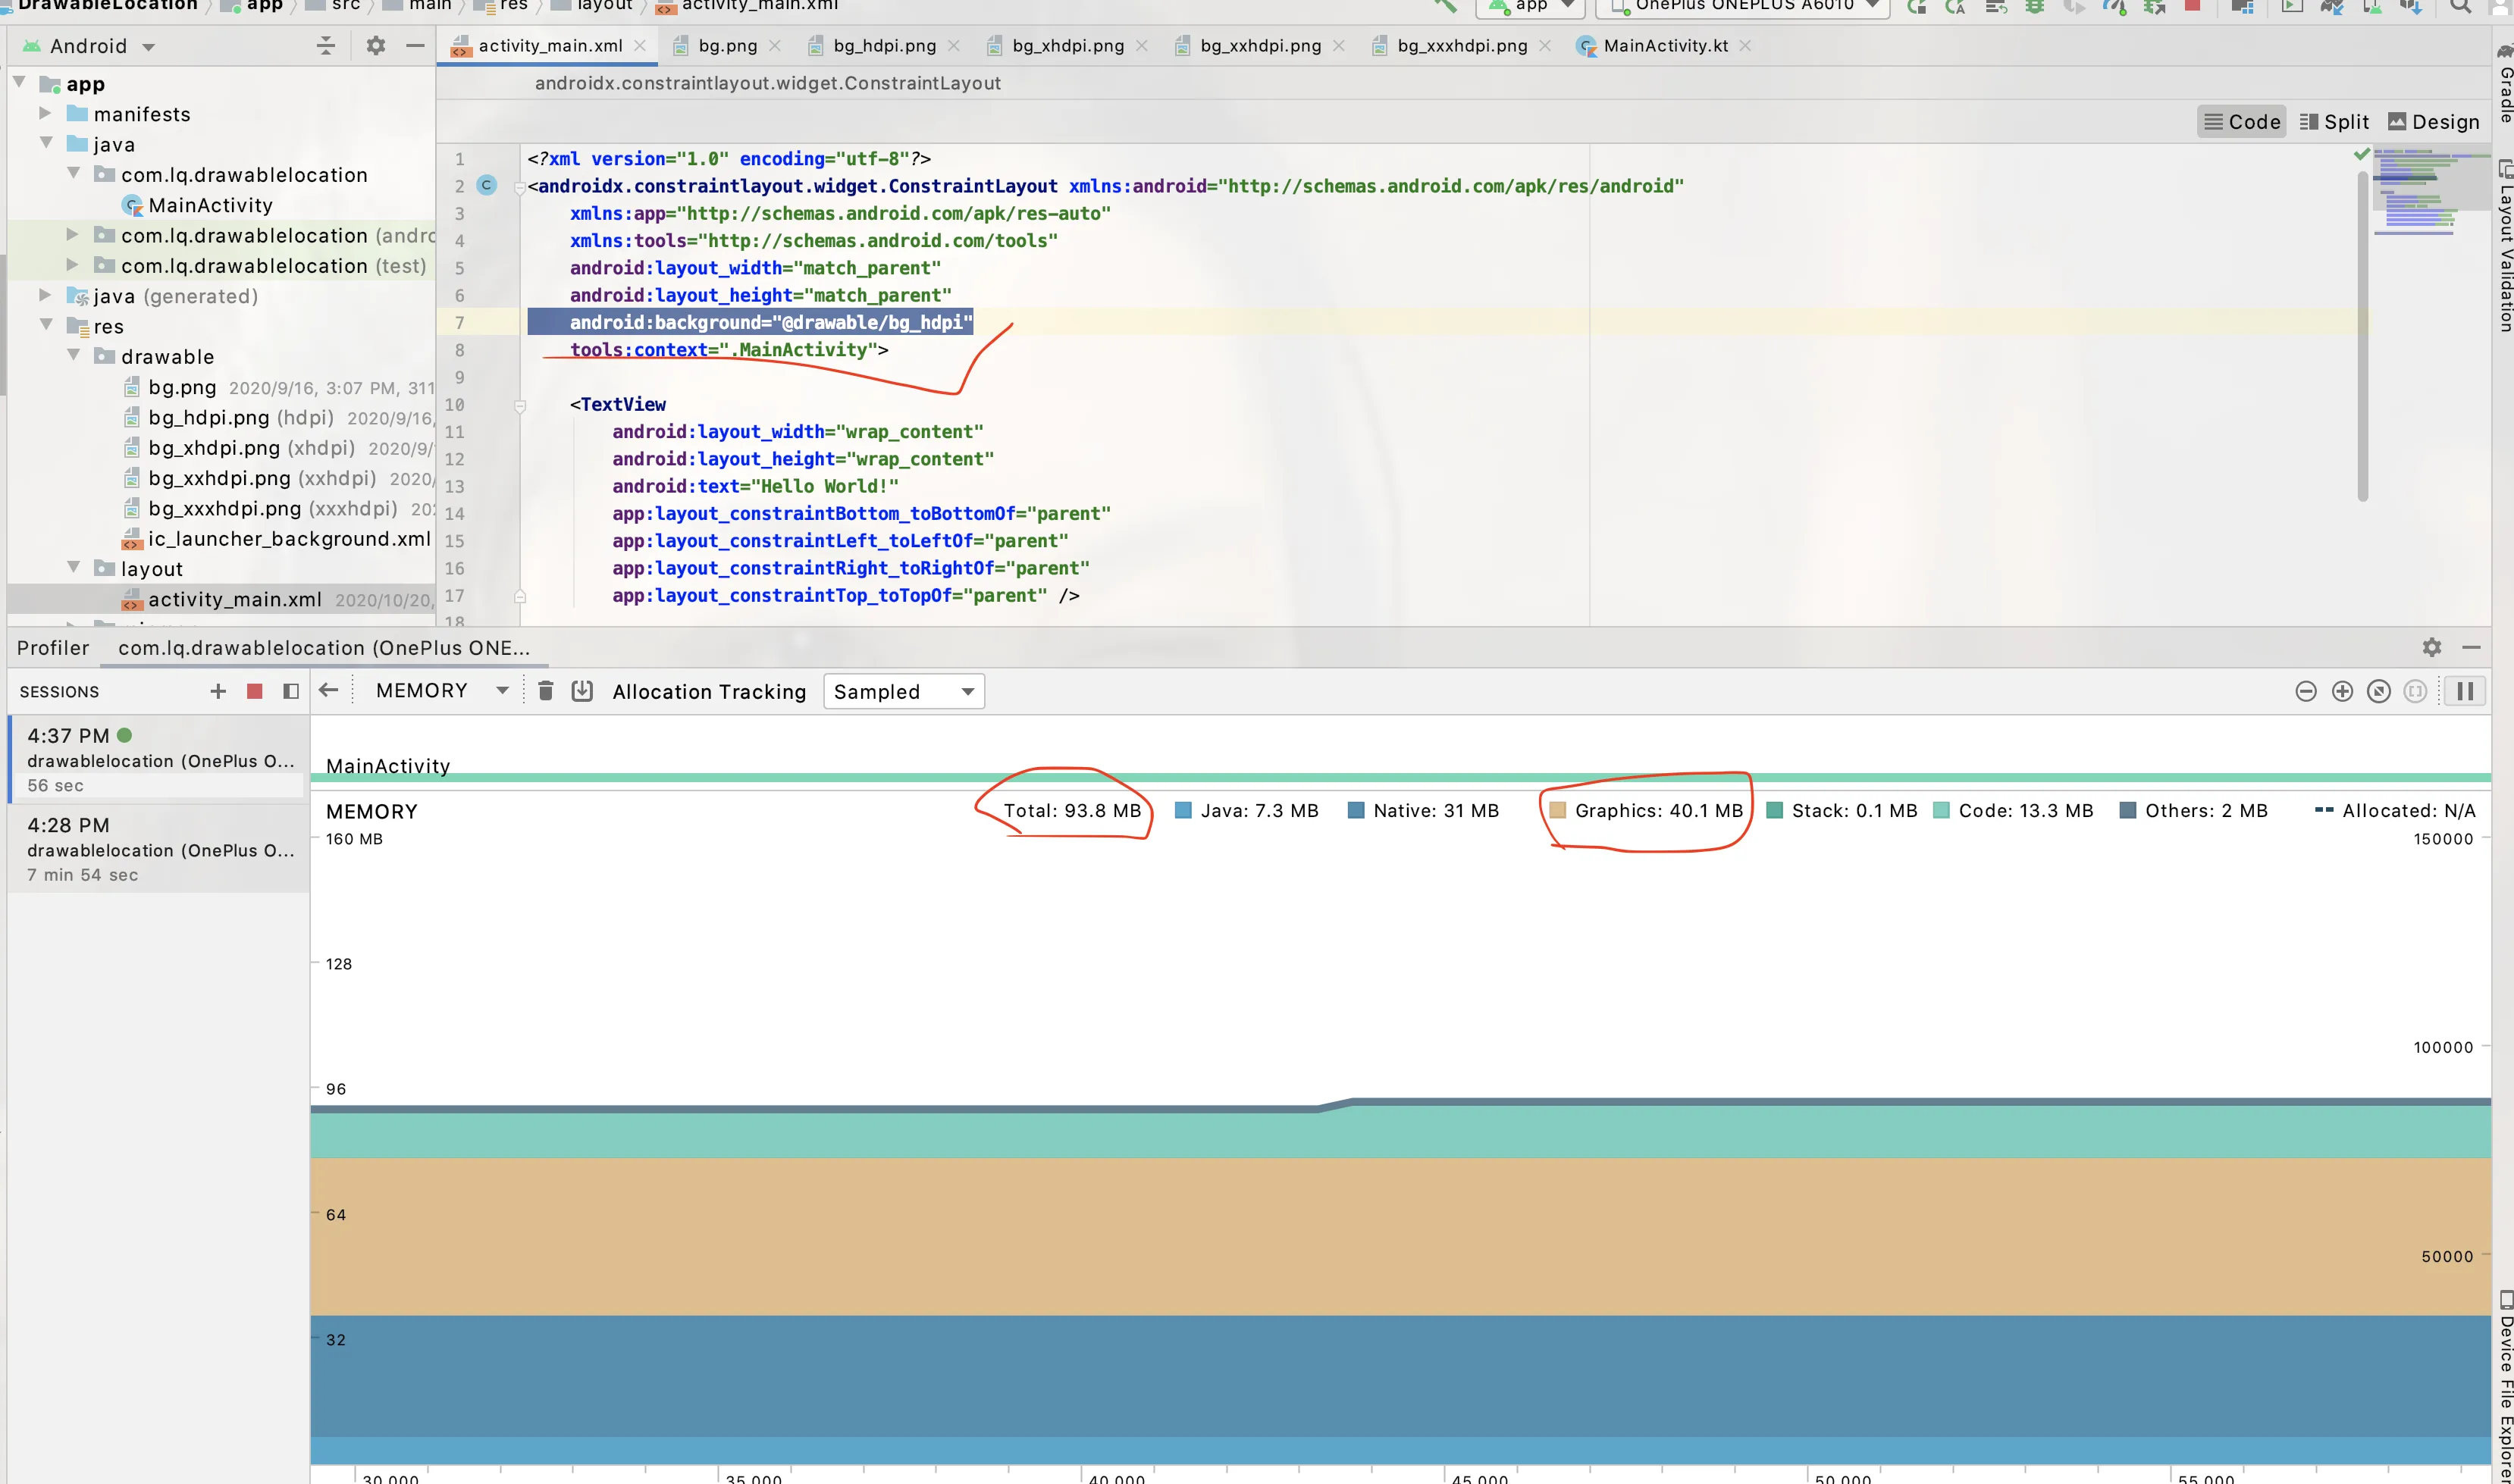 DrawableLocation app src main res layout activity_main.xml app OnePlus ONEPLUS A6010
Android
activity_main.xml bg.png bg_hdpi.png bg_xhdpi.png bg_xxhdpi.png bg_xxxhdpi.png MainActivity.kt
androidx.constraintlayout.widget.ConstraintLayout
Code Split Design
app
manifests
java
com.lq.drawablelocation
MainActivity
com.lq.drawablelocation (andro
com.lq.drawablelocation (test)
java (generated)
res
drawable
bg.png 2020/9/16, 3:07 PM, 311
bg_hdpi.png (hdpi) 2020/9/16,
bg_xhdpi.png (xhdpi) 2020/9/
bg_xxhdpi.png (xxhdpi) 2020/
bg_xxxhdpi.png (xxxhdpi) 20
ic_launcher_background.xml
layout
activity_main.xml 2020/10/20,
1 <?xml version="1.0" encoding="utf-8"?>
2 <androidx.constraintlayout.widget.ConstraintLayout xmlns:android="http://schemas.android.com/apk/res/android"
3 xmlns:app="http://schemas.android.com/apk/res-auto"
4 xmlns:tools="http://schemas.android.com/tools"
5 android:layout_width="match_parent"
6 android:layout_height="match_parent"
7 android:background="@drawable/bg_hdpi"
8 tools:context=".MainActivity">
9
10 <TextView
11 android:layout_width="wrap_content"
12 android:layout_height="wrap_content"
13 android:text="Hello World!"
14 app:layout_constraintBottom_toBottomOf="parent"
15 app:layout_constraintLeft_toLeftOf="parent"
16 app:layout_constraintRight_toRightOf="parent"
17 app:layout_constraintTop_toTopOf="parent" />
18
Gradle
Layout Validation
Device File Explorer
Profiler com.lq.drawablelocation (OnePlus ONE...
SESSIONS MEMORY Allocation Tracking Sampled
4:37 PM
drawablelocation (OnePlus O...
56 sec
4:28 PM
drawablelocation (OnePlus O...
7 min 54 sec
MainActivity
MEMORY Total: 93.8 MB Java: 7.3 MB Native: 31 MB Graphics: 40.1 MB Stack: 0.1 MB Code: 13.3 MB Others: 2 MB Allocated: N/A
160 MB 150000
128
100000
96
64
50000
32
30.000 35.000 40.000 45.000 50.000 55.000